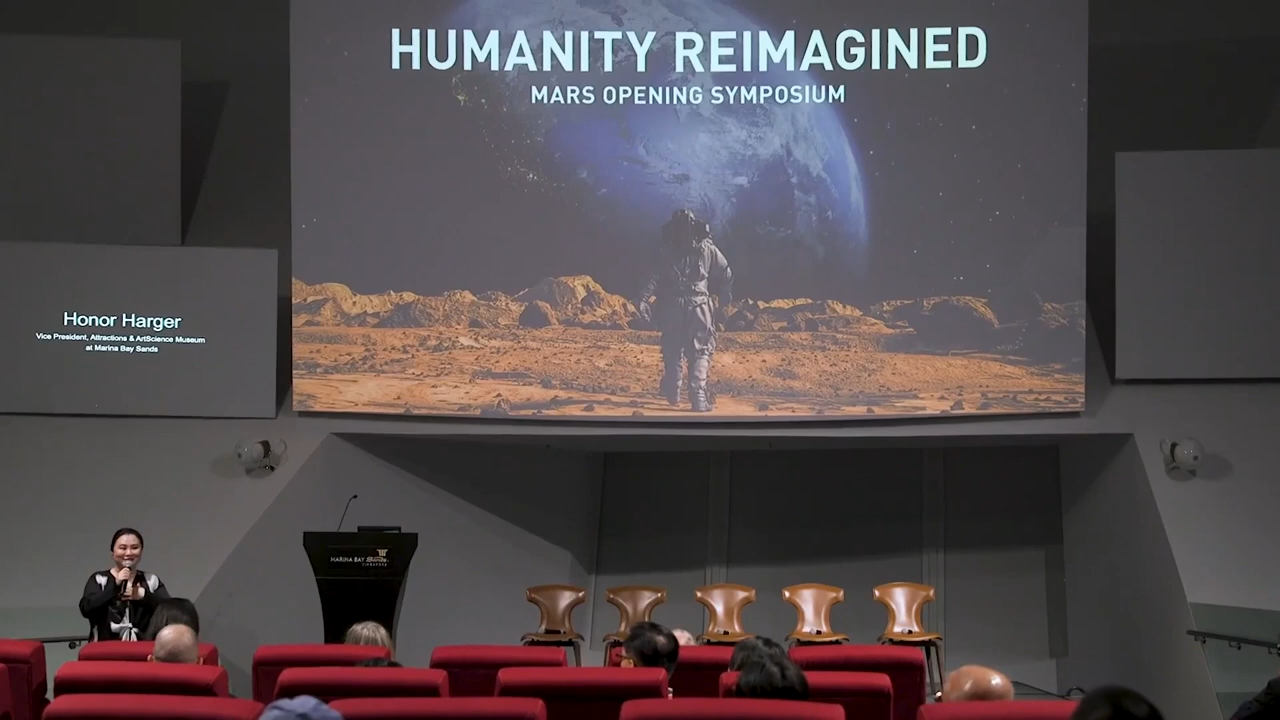 HUMANITY REIMAGINED
MARS OPENING SYMPOSIUM
Honor Harger
Vice President, Attractions & ArtScience Museum
at Marina Bay Sands
MARINA BAY Sands
SINGAPORE